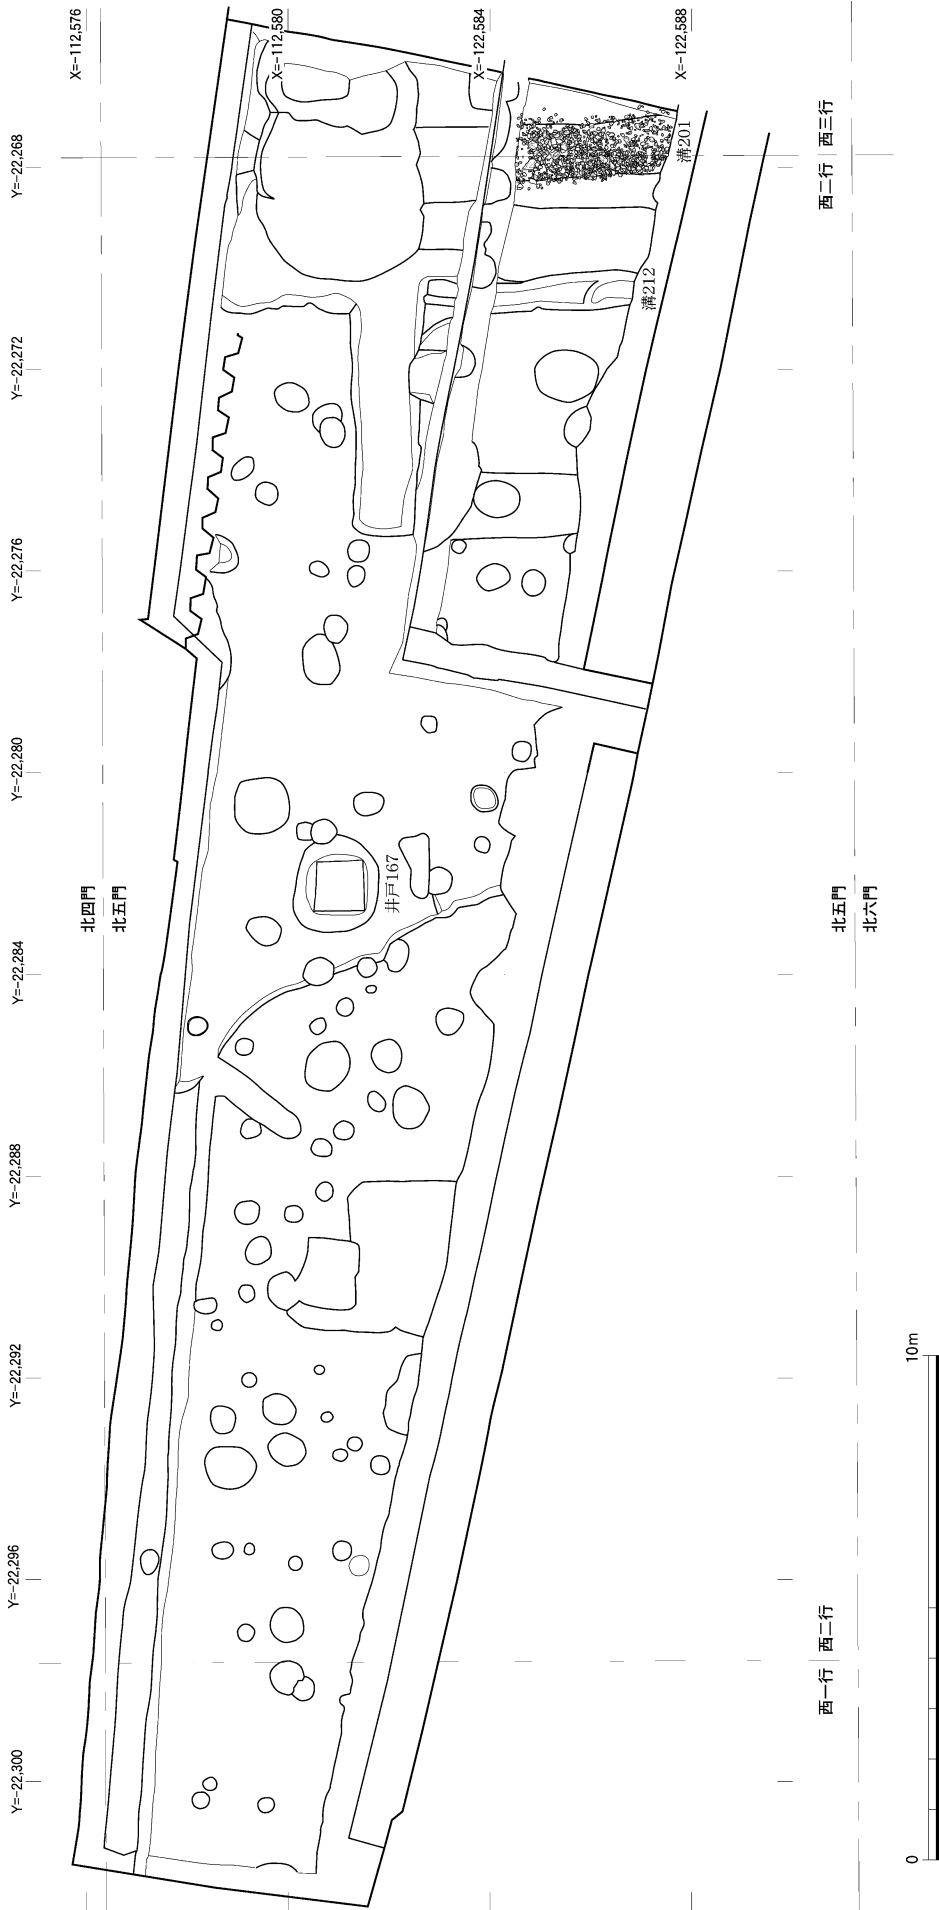 X=-112,576
X=-112,580
X=-122,584
X=-122,588
Y=-22,268
Y=-22,272
Y=-22,276
Y=-22,280
Y=-22,284
Y=-22,288
Y=-22,292
Y=-22,296
Y=-22,300
西三行
西二行
溝201
溝212
井戸167
北四門
北五門
北五門
北六門
西二行
西一行
10m
0